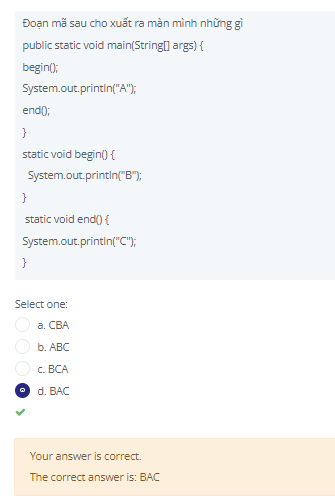 Đoạn mã sau cho xuất ra màn mình những gì
public static void main(String[] args) {
begin();
System.out.println("A");
end();
}
static void begin() {
System.out.println("B");
}
static void end() {
System.out.println("C");
}
Select one:
a. CBA
b. ABC
c. BCA
d. BAC
Your answer is correct.
The correct answer is: BAC